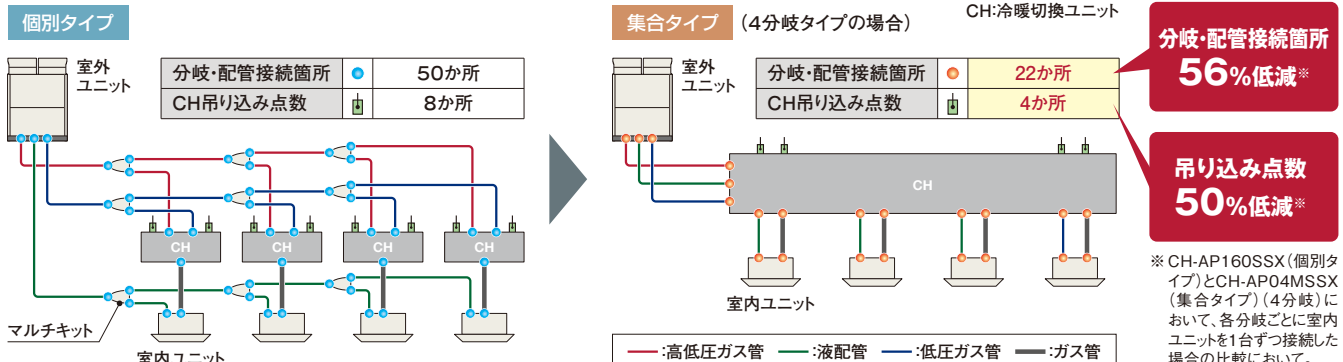 個別タイプ
室外
ユニット
分岐・配管接続箇所 50か所
CH吊り込み点数 8か所
CH
CH
CH
CH
マルチキット
室内ユニット
集合タイプ (4分岐タイプの場合)
CH:冷暖切換ユニット
室外
ユニット
分岐・配管接続箇所 22か所
CH吊り込み点数 4か所
CH
室内ユニット
:高低圧ガス管 :液配管 :低圧ガス管 :ガス管
分岐・配管接続箇所
56%低減※
吊り込み点数
50%低減※
※CH-AP160SSX(個別タ
イプ)とCH-AP04MSSX
(集合タイプ)(4分岐)に
おいて、各分岐ごとに室内
ユニットを1台ずつ接続した
場合の比較において。